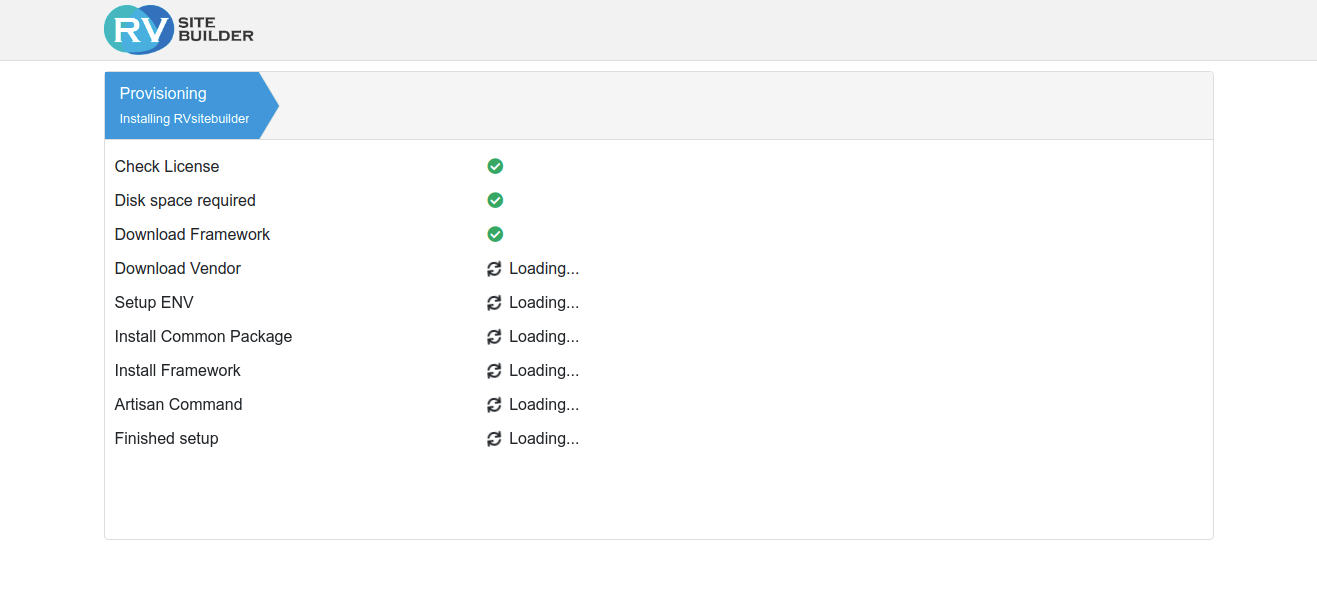 RV SITE
BUILDER
Provisioning
Installing RVsitebuilder
Check License
Disk space required
Download Framework
Download Vendor Loading...
Setup ENV Loading...
Install Common Package Loading...
Install Framework Loading...
Artisan Command Loading...
Finished setup Loading...